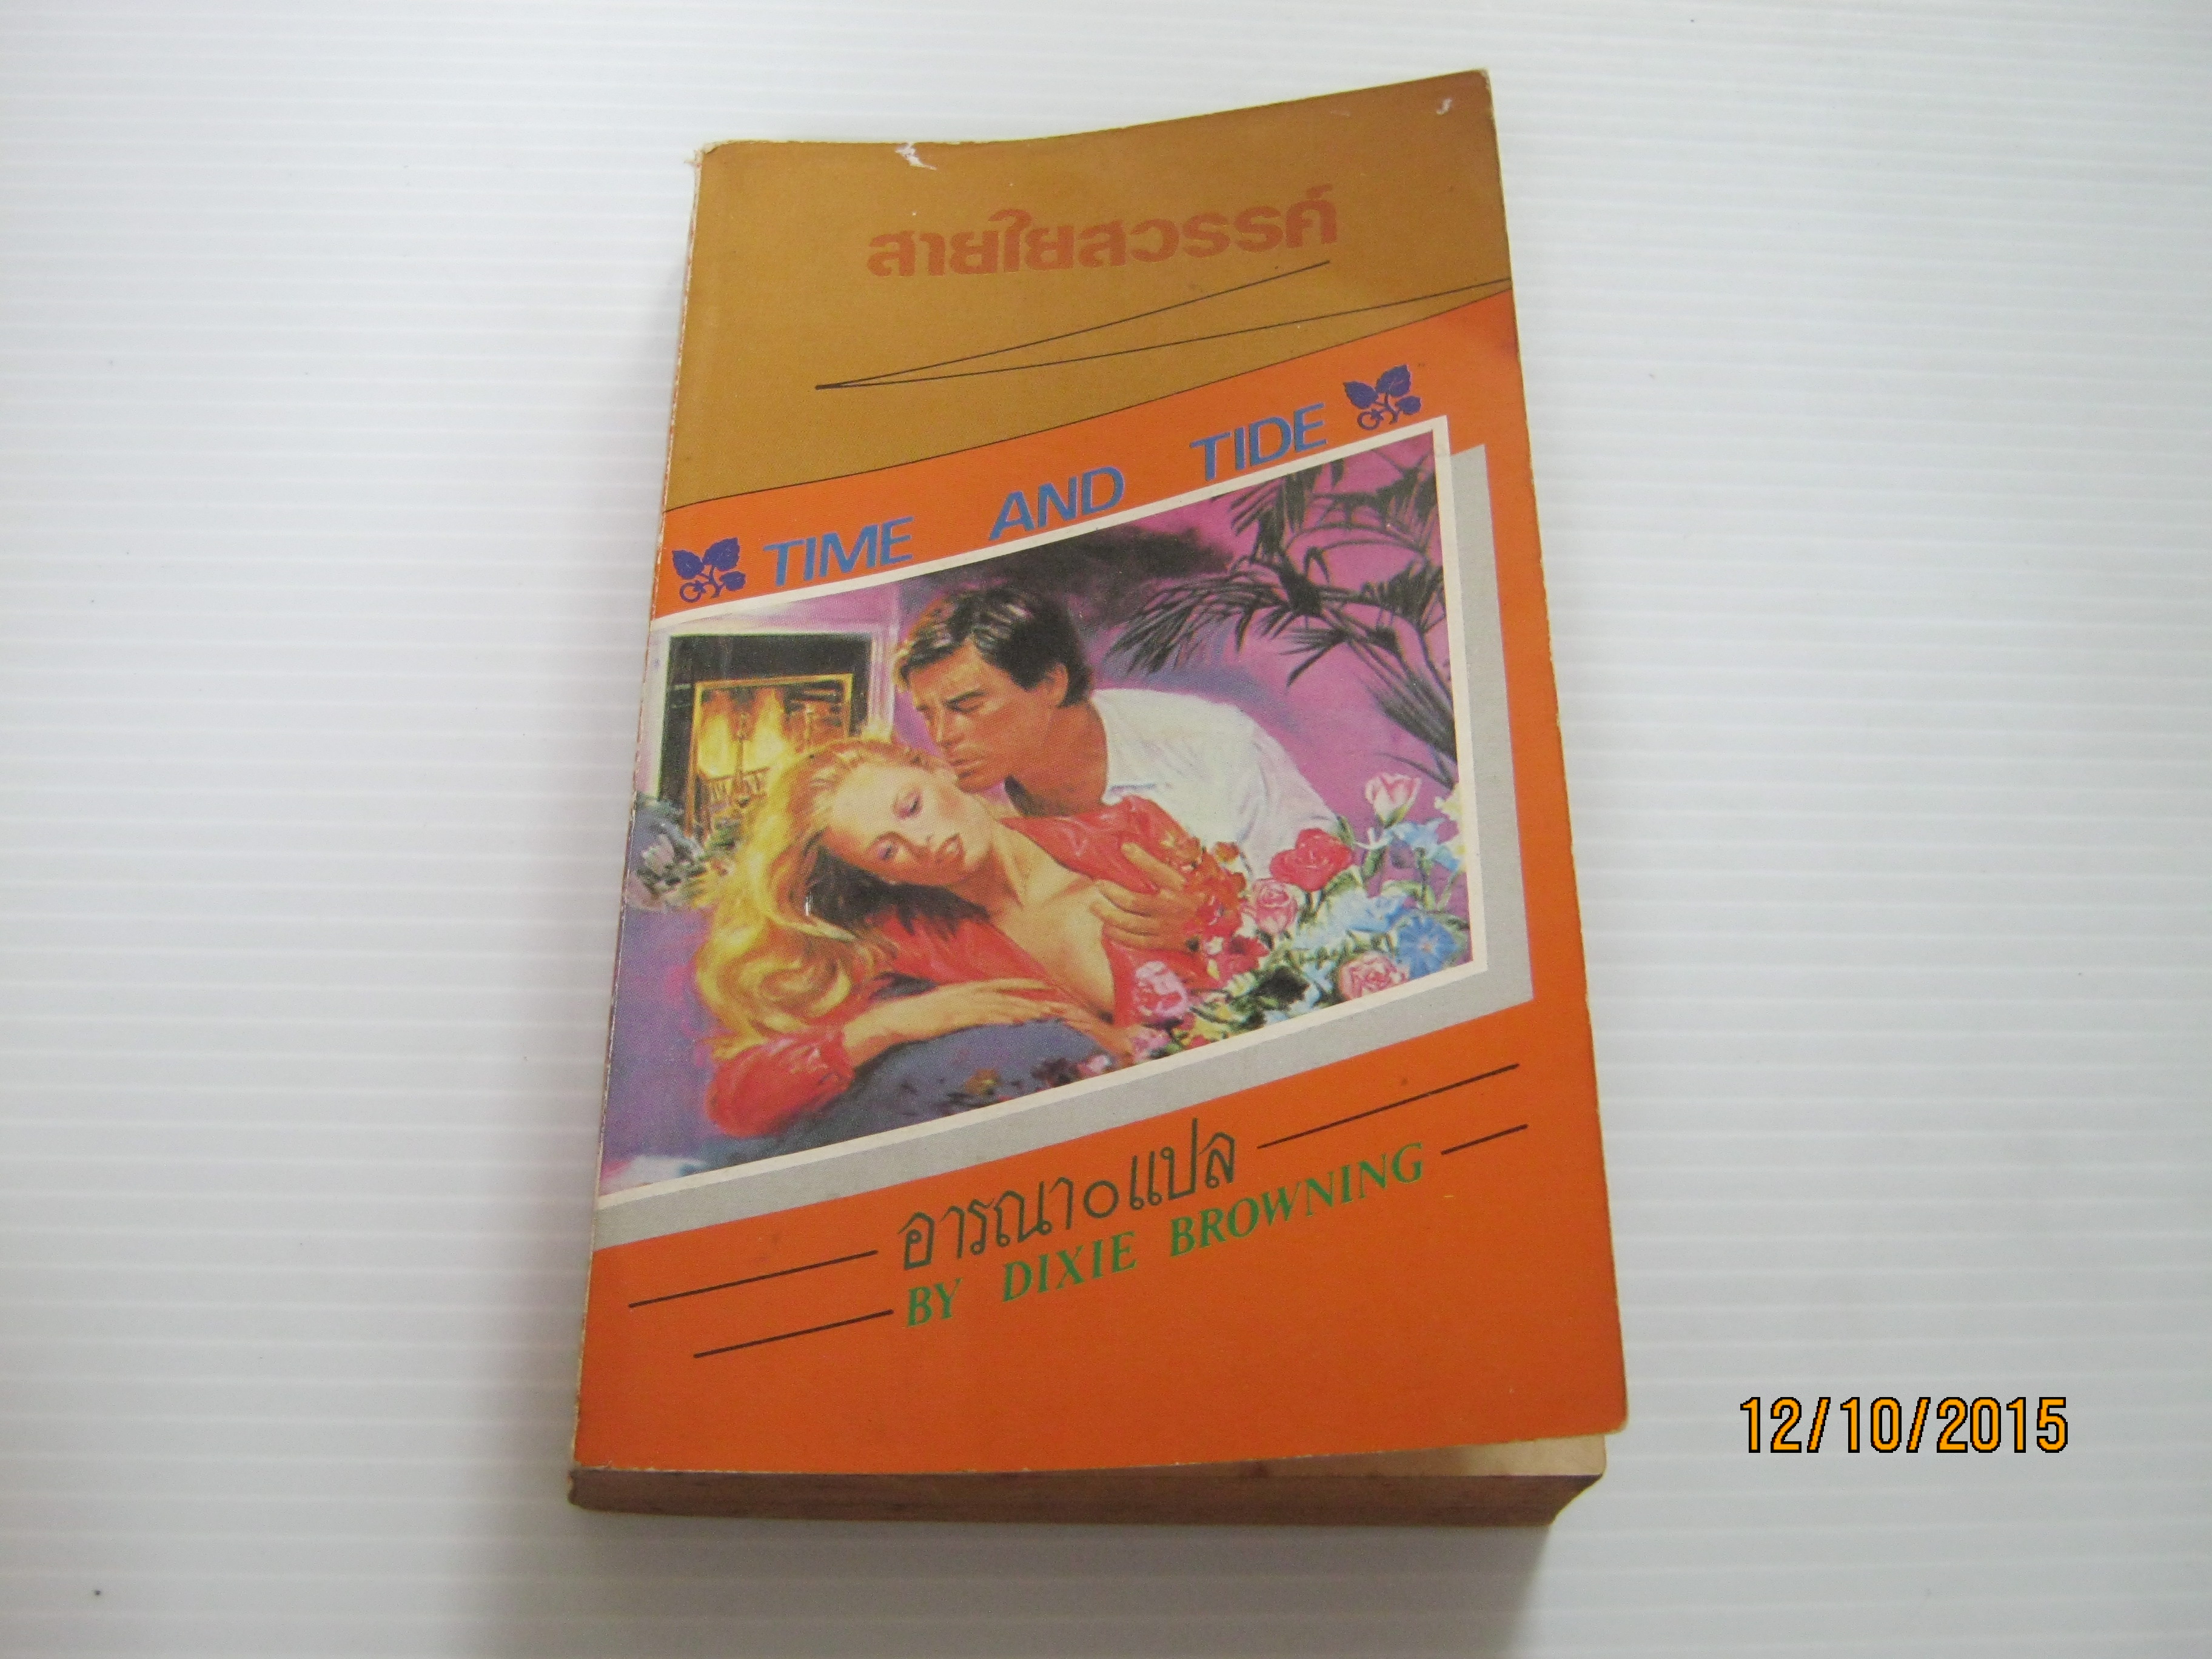 สายใยสวรรค์
TIME AND TIDE
อารณา๐แปล
BY DIXIE BROWNING
12/10/2015